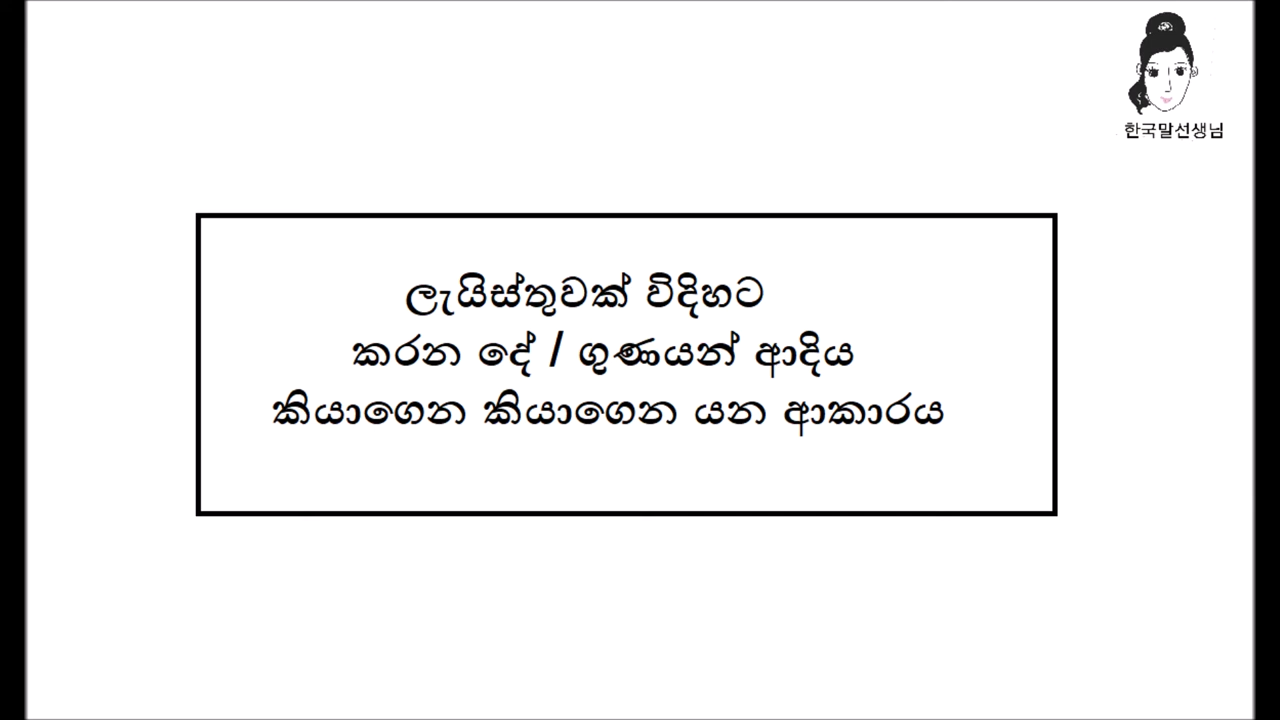 한국말선생님
ලැයිස්තුවක් විදිහට
කරන දේ / ගුණයන් ආදිය
කියාගෙන කියාගෙන යන ආකාරය